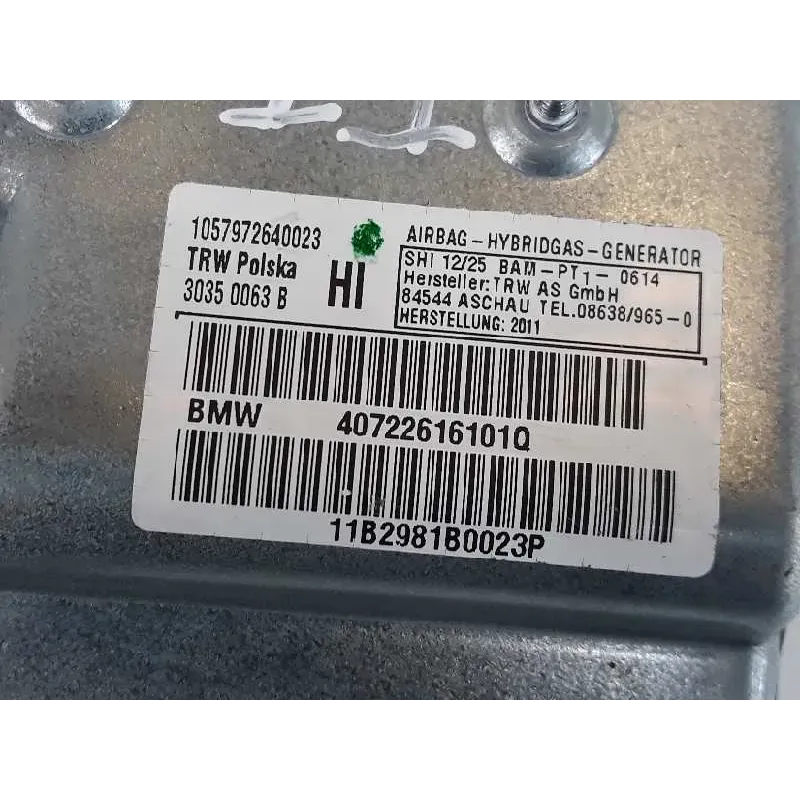 1057972640023
TRW Polska
3035 0063 B
HI
AIRBAG-HYBRIDGAS-GENERATOR
SHI 12/25 BAM-PT1-0614
Hersteller: TRW AS GmbH
84544 ASCHAU TEL.08638/965-0
HERSTELLUNG: 2011
BMW 40722616101Q
11B2981B0023P